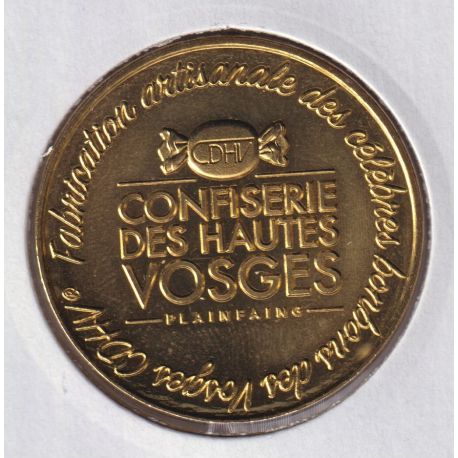 Fabrication artisanale des célèbres bonbons des Vosges CDHV®
CDHV
CONFISERIE
DES HAUTES
VOSGES
PLAINFAING